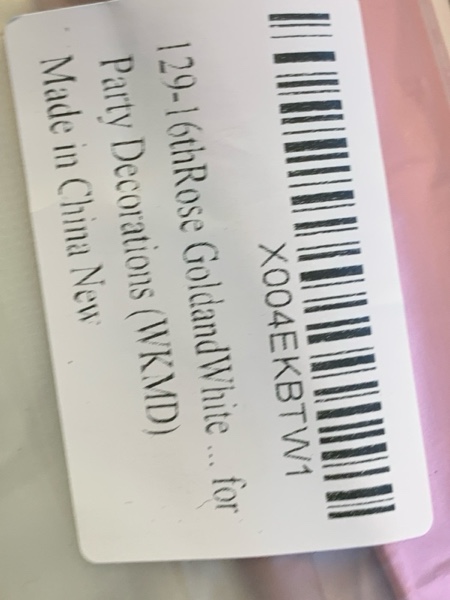 X004EKBTW1
129-16thRose GoldandWhite ... for
Party Decorations (WKMD)
Made in China New